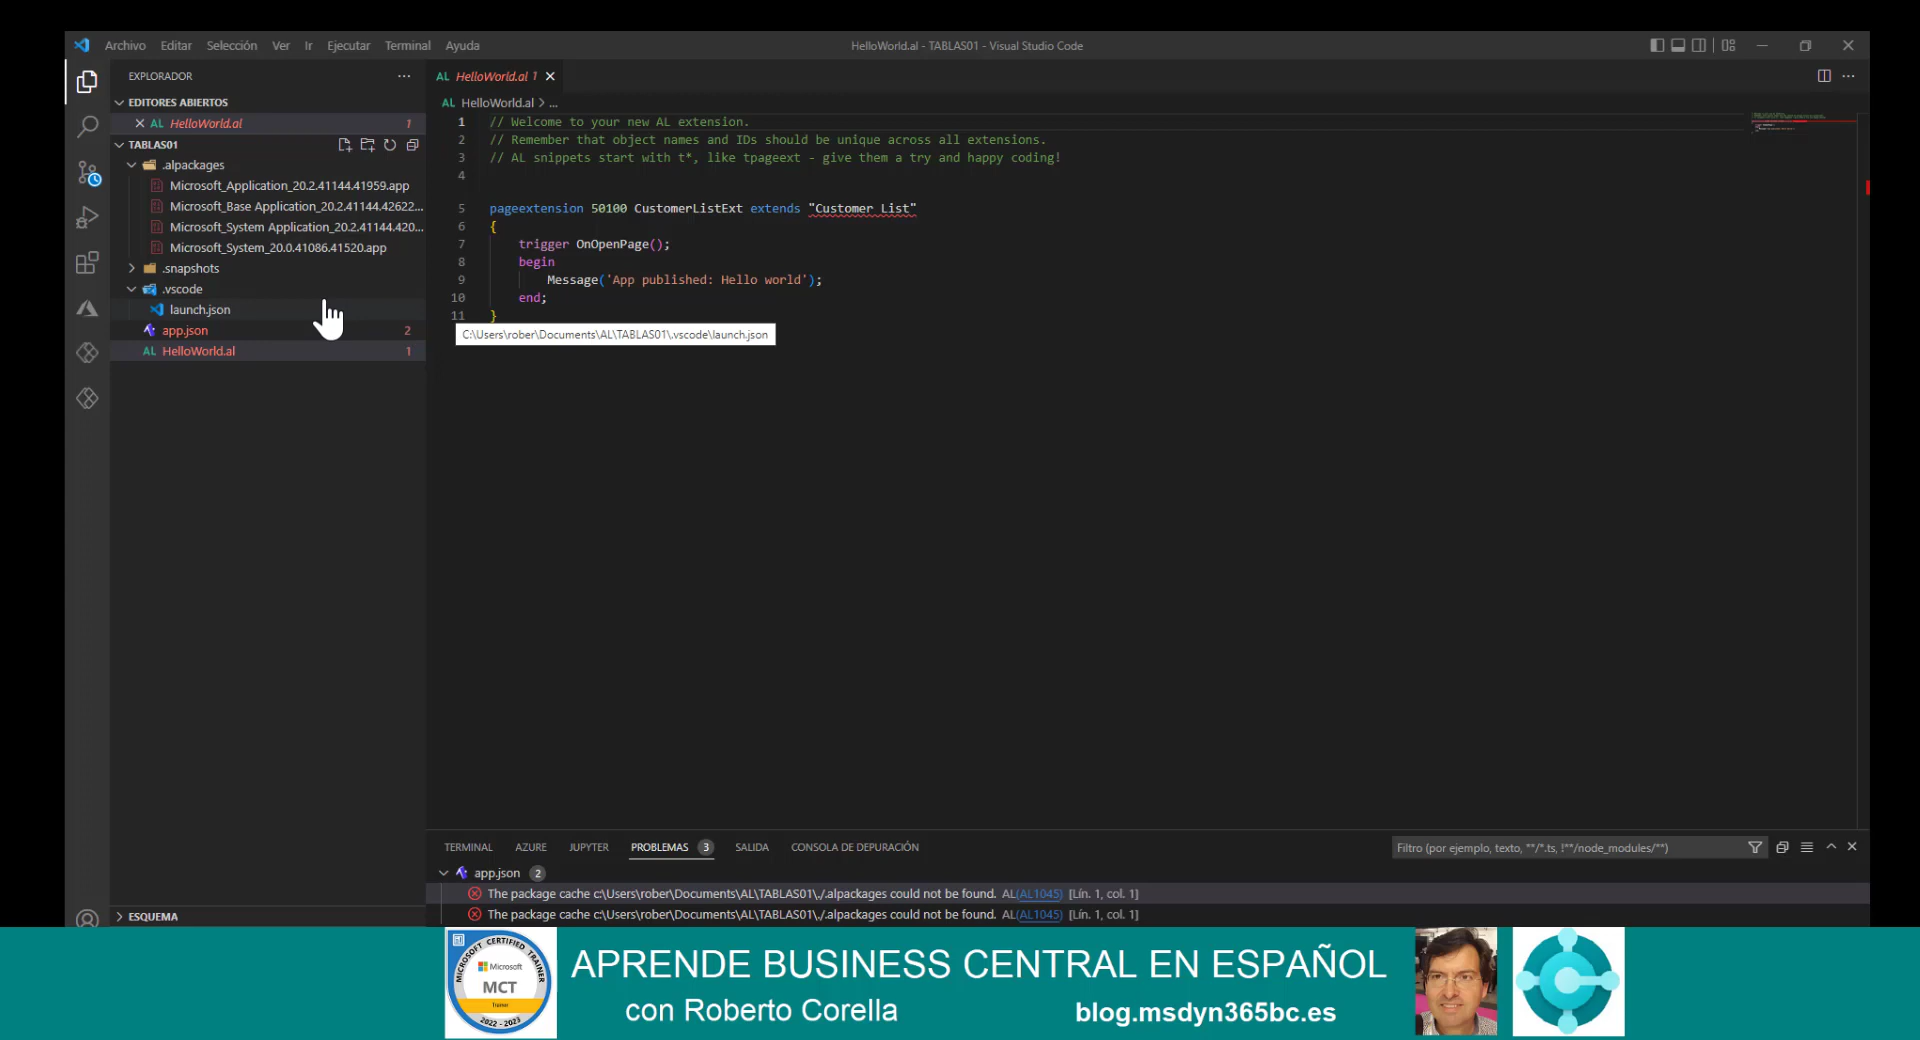 Archivo Editar Selección Ver Ir Ejecutar Terminal Ayuda
HelloWorld.al - TABLAS01 - Visual Studio Code
EXPLORADOR ···
EDITORES ABIERTOS
AL HelloWorld.al 1
TABLAS01
.alpackages
Microsoft_Application_20.2.41144.41959.app
Microsoft_Base Application_20.2.41144.42622...
Microsoft_System Application_20.2.41144.420...
Microsoft_System_20.0.41086.41520.app
.snapshots
.vscode
launch.json
app.json 2
AL HelloWorld.al 1
ESQUEMA
AL HelloWorld.al 1
AL HelloWorld.al > ...
1 // Welcome to your new AL extension.
2 // Remember that object names and IDs should be unique across all extensions.
3 // AL snippets start with t*, like tpageext - give them a try and happy coding!
4
5 pageextension 50100 CustomerListExt extends "Customer List"
6 {
7 trigger OnOpenPage();
8 begin
9 Message('App published: Hello world');
10 end;
11 }
C:\Users\rober\Documents\AL\TABLAS01\.vscode\launch.json
TERMINAL AZURE JUPYTER PROBLEMAS 3 SALIDA CONSOLA DE DEPURACIÓN
Filtro (por ejemplo, texto, **/*.ts, !**/node_modules/**)
app.json 2
The package cache c:\Users\rober\Documents\AL\TABLAS01\./.alpackages could not be found. AL(AL1045) [Lín. 1, col. 1]
The package cache c:\Users\rober\Documents\AL\TABLAS01\./.alpackages could not be found. AL(AL1045) [Lín. 1, col. 1]
MICROSOFT CERTIFIED TRAINER
Microsoft
MCT
Trainer
2022 - 2023
APRENDE BUSINESS CENTRAL EN ESPAÑOL
con Roberto Corella
blog.msdyn365bc.es